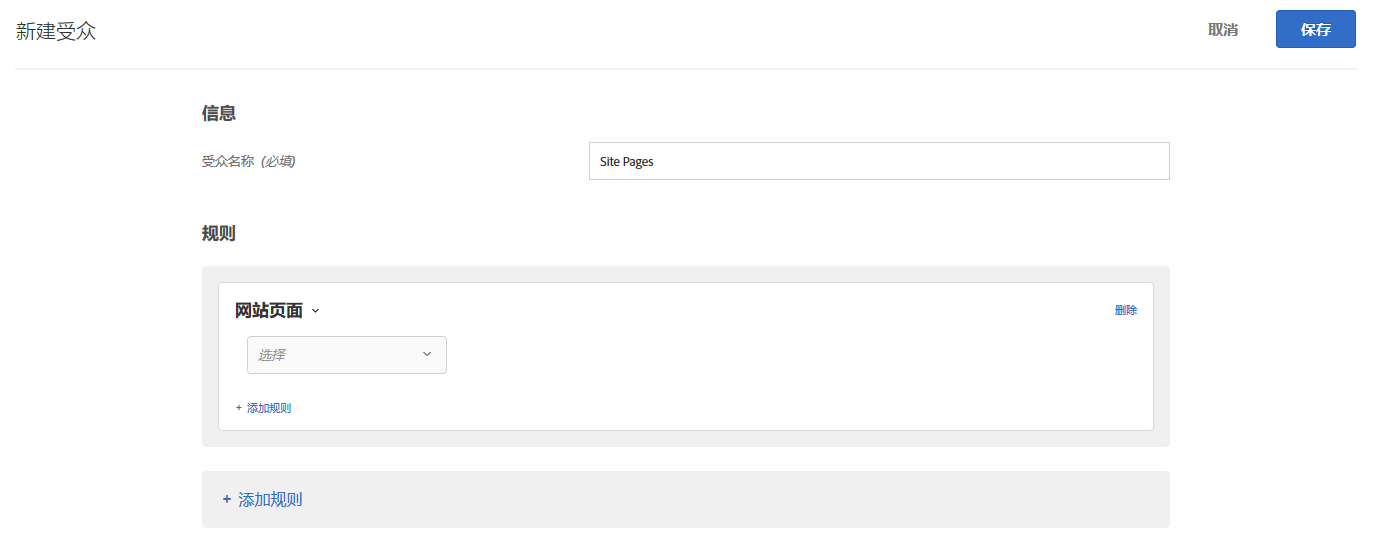 新建受众
取消
保存
信息
受众名称 (必填)
Site Pages
规则
网站页面
删除
选择
+ 添加规则
+ 添加规则